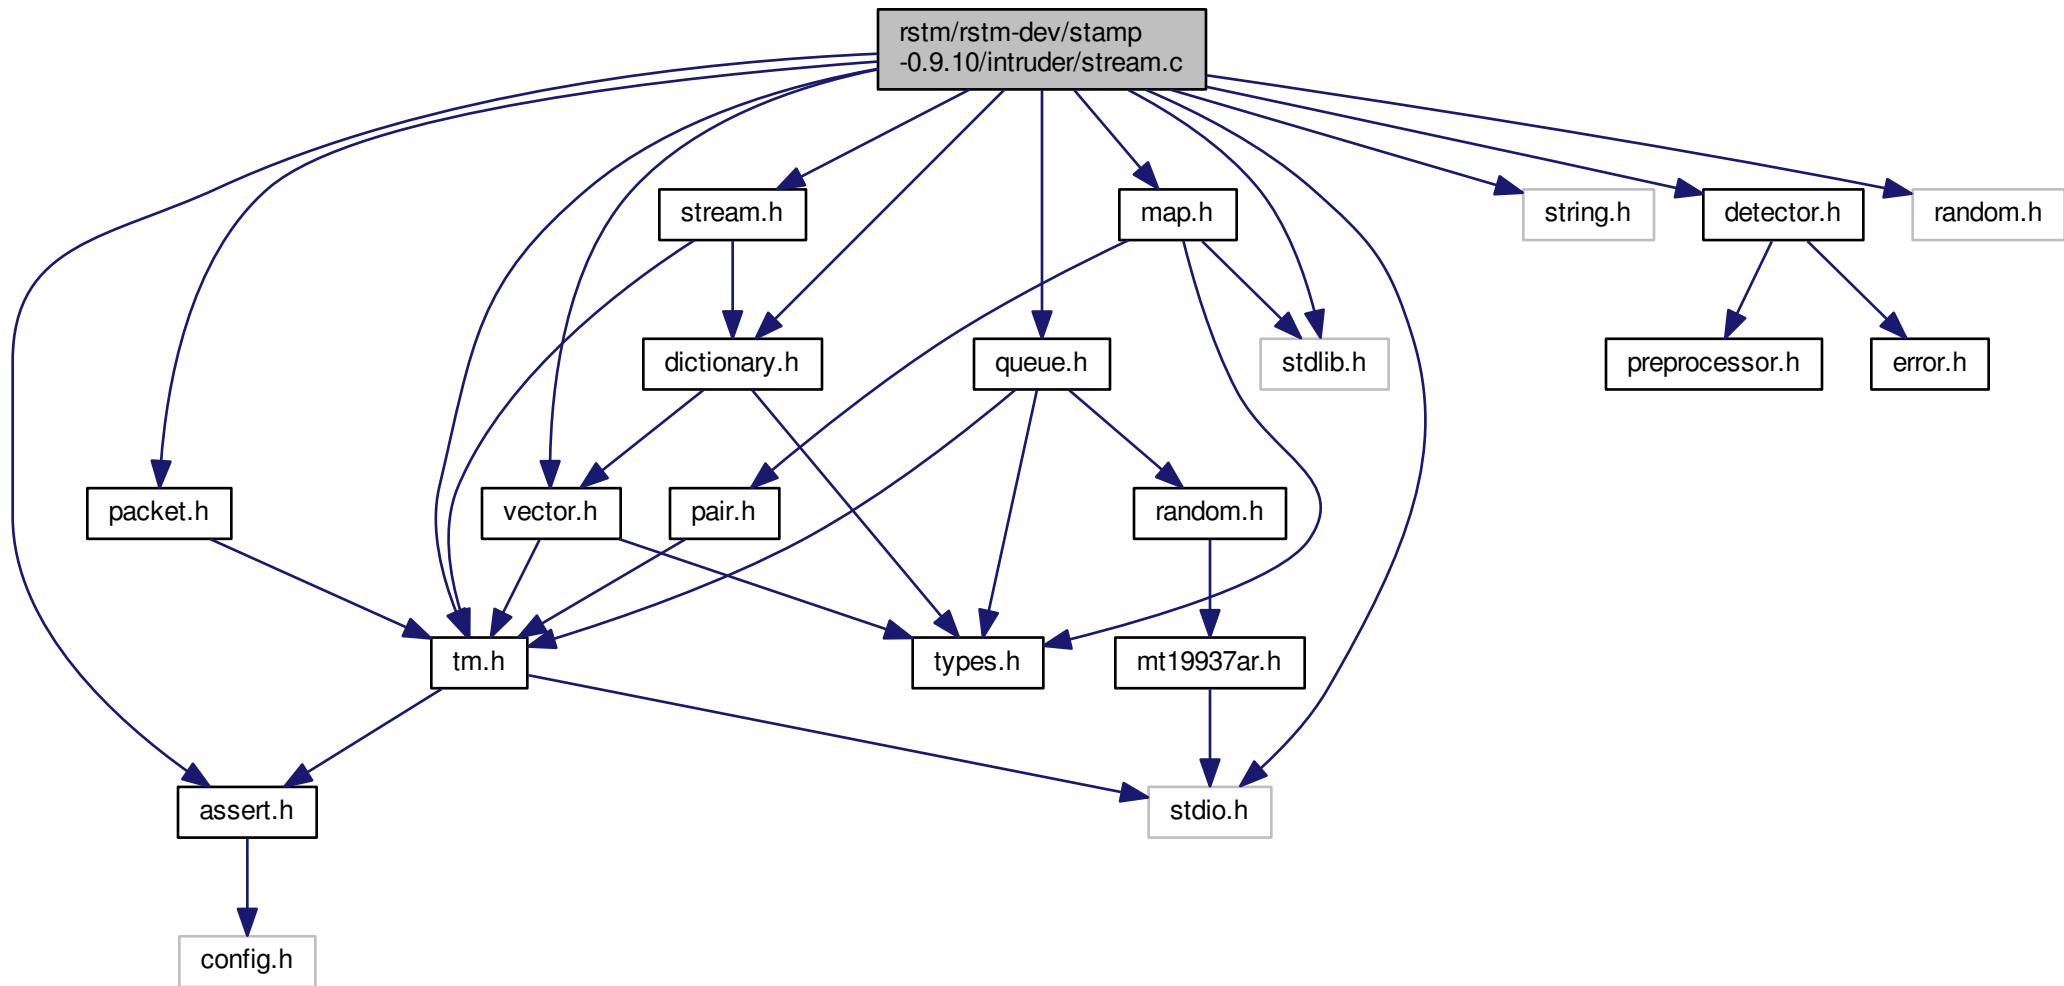 rstm/rstm-dev/stamp
-0.9.10/intruder/stream.c
stream.h
map.h
string.h
detector.h
random.h
dictionary.h
queue.h
stdlib.h
preprocessor.h
error.h
packet.h
vector.h
pair.h
random.h
tm.h
types.h
mt19937ar.h
assert.h
stdio.h
config.h